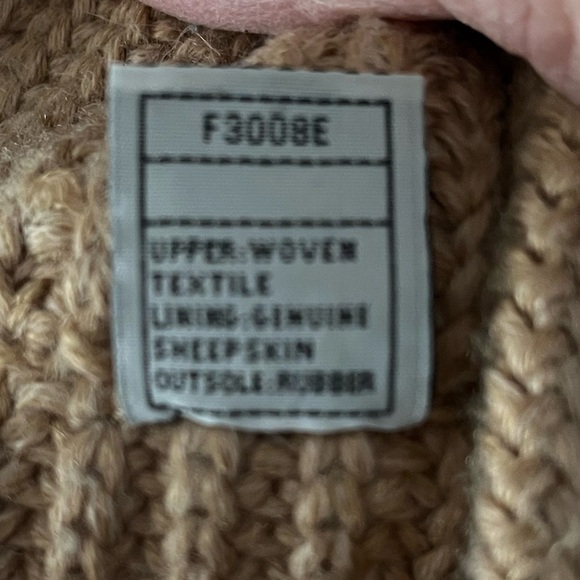 F3008E
UPPER:WOVEN
TEXTILE
LINING:GENUINE
SHEEPSKIN
OUTSOLE:RUBBER